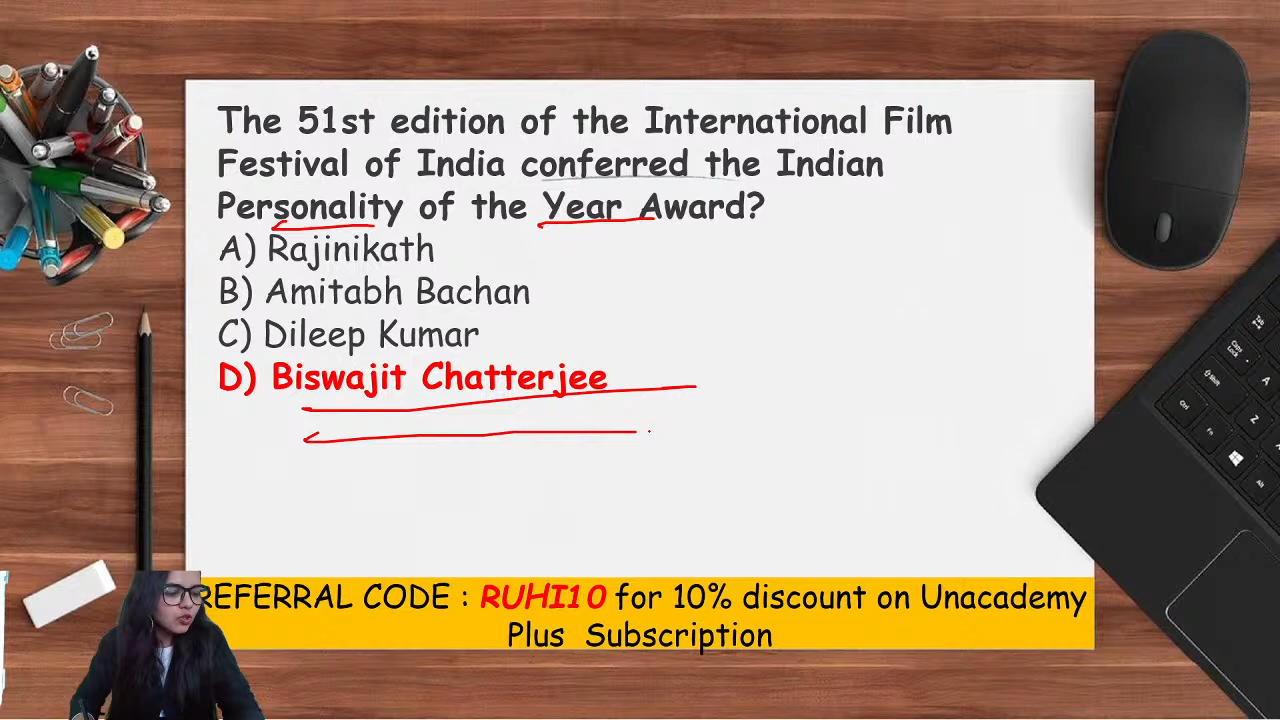 The 51st edition of the International Film
Festival of India conferred the Indian
Personality of the Year Award?
A) Rajinikath
B) Amitabh Bachan
C) Dileep Kumar
D) Biswajit Chatterjee
REFERRAL CODE : RUHI10 for 10% discount on Unacademy
Plus Subscription